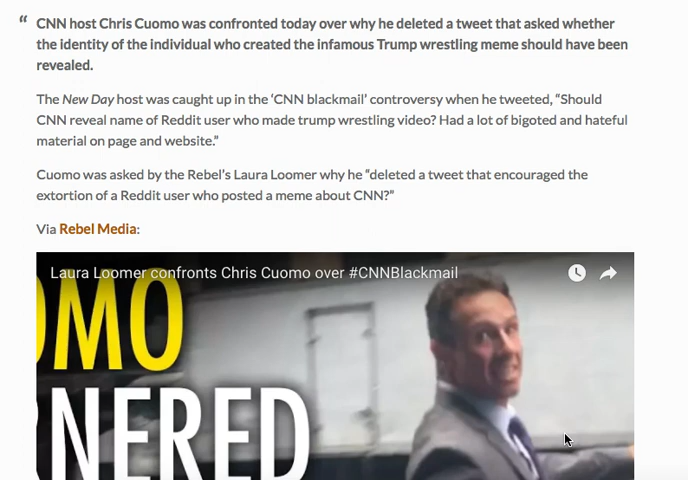 “ CNN host Chris Cuomo was confronted today over why he deleted a tweet that asked whether
the identity of the individual who created the infamous Trump wrestling meme should have been
revealed.
The New Day host was caught up in the ‘CNN blackmail’ controversy when he tweeted, “Should
CNN reveal name of Reddit user who made trump wrestling video? Had a lot of bigoted and hateful
material on page and website.”
Cuomo was asked by the Rebel’s Laura Loomer why he “deleted a tweet that encouraged the
extortion of a Reddit user who posted a meme about CNN?”
Via Rebel Media:
Laura Loomer confronts Chris Cuomo over #CNNBlackmail
OMO
RNERED